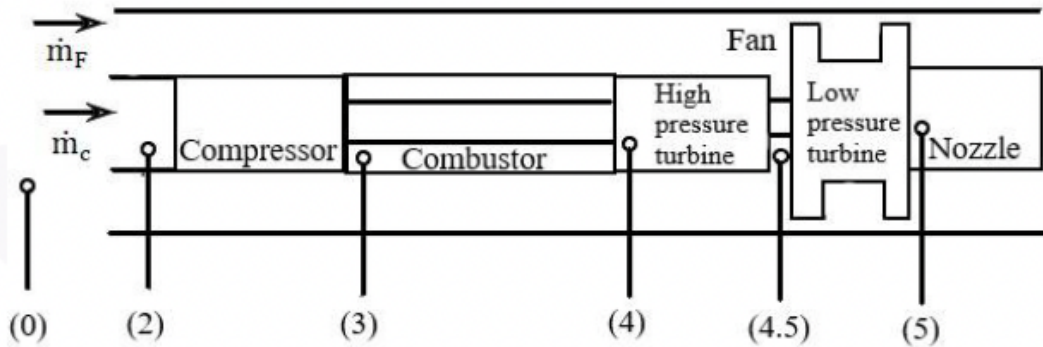 ṁF
Fan
ṁc
Compressor
Combustor
High
pressure
turbine
Low
pressure
turbine
Nozzle
(0)
(2)
(3)
(4)
(4.5)
(5)